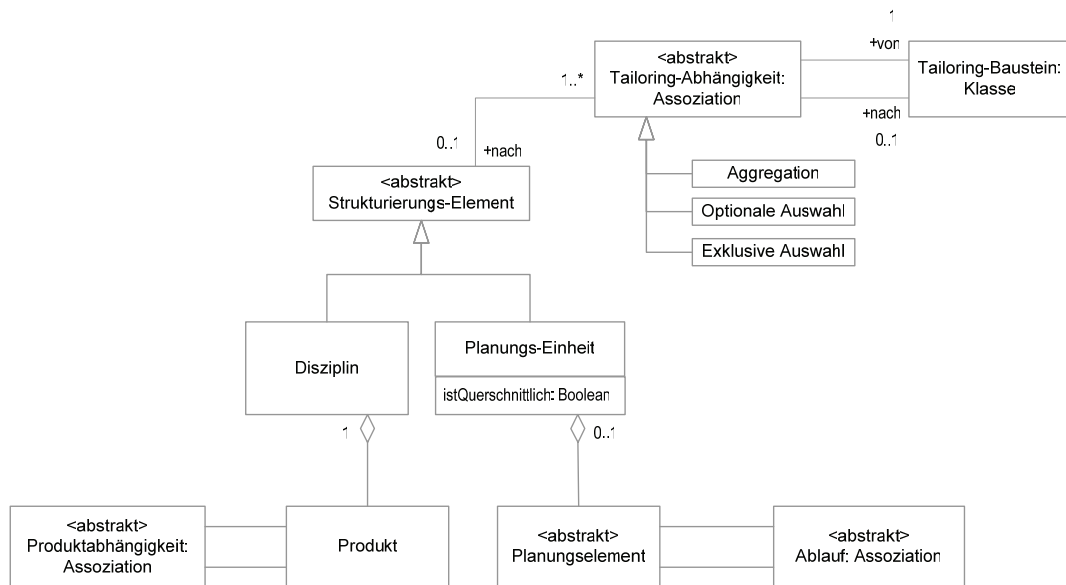 1
<abstrakt>
Tailoring-Abhängigkeit:
Assoziation
+von
Tailoring-Baustein:
Klasse
1..*
+nach
0..1
0..1
+nach
Aggregation
<abstrakt>
Strukturierungs-Element
Optionale Auswahl
Exklusive Auswahl
Disziplin
Planungs-Einheit
istQuerschnittlich: Boolean
1
0..1
<abstrakt>
Produktabhängigkeit:
Assoziation
Produkt
<abstrakt>
Planungselement
<abstrakt>
Ablauf: Assoziation